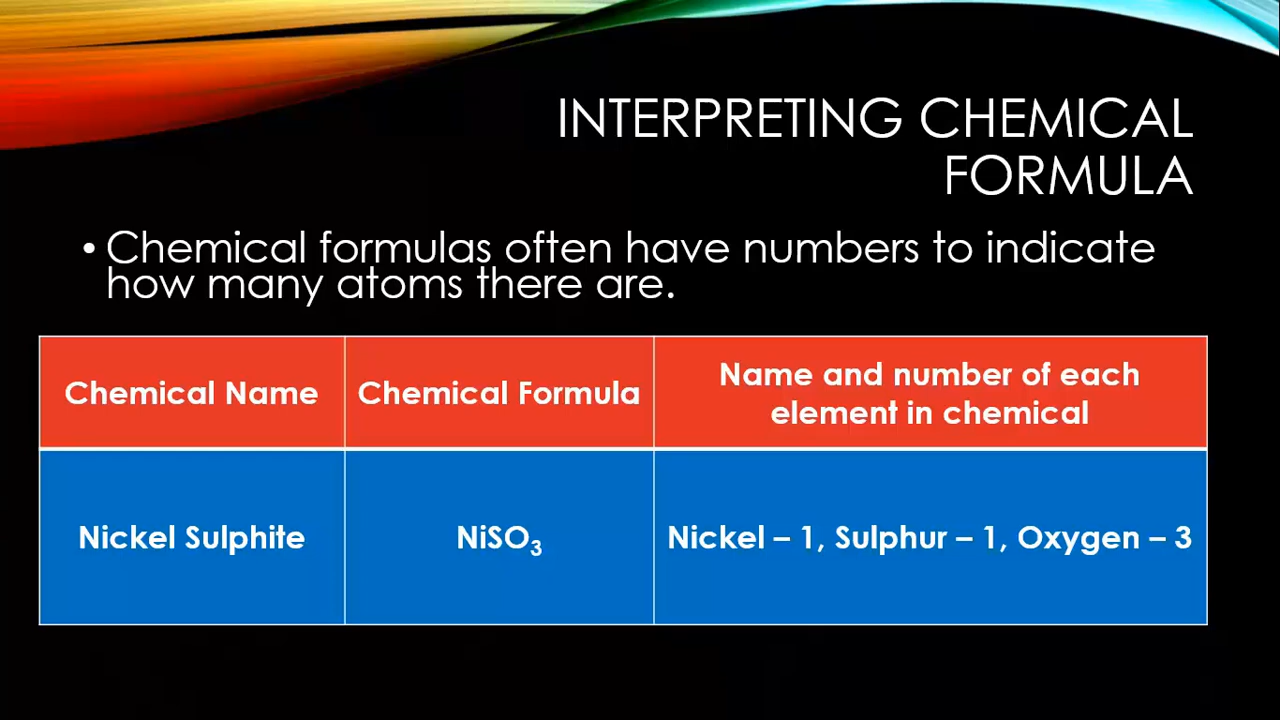 INTERPRETING CHEMICAL
FORMULA
• Chemical formulas often have numbers to indicate
how many atoms there are.
Chemical Name
Chemical Formula
Name and number of each
element in chemical
Nickel Sulphite
NiSO₃
Nickel – 1, Sulphur – 1, Oxygen – 3